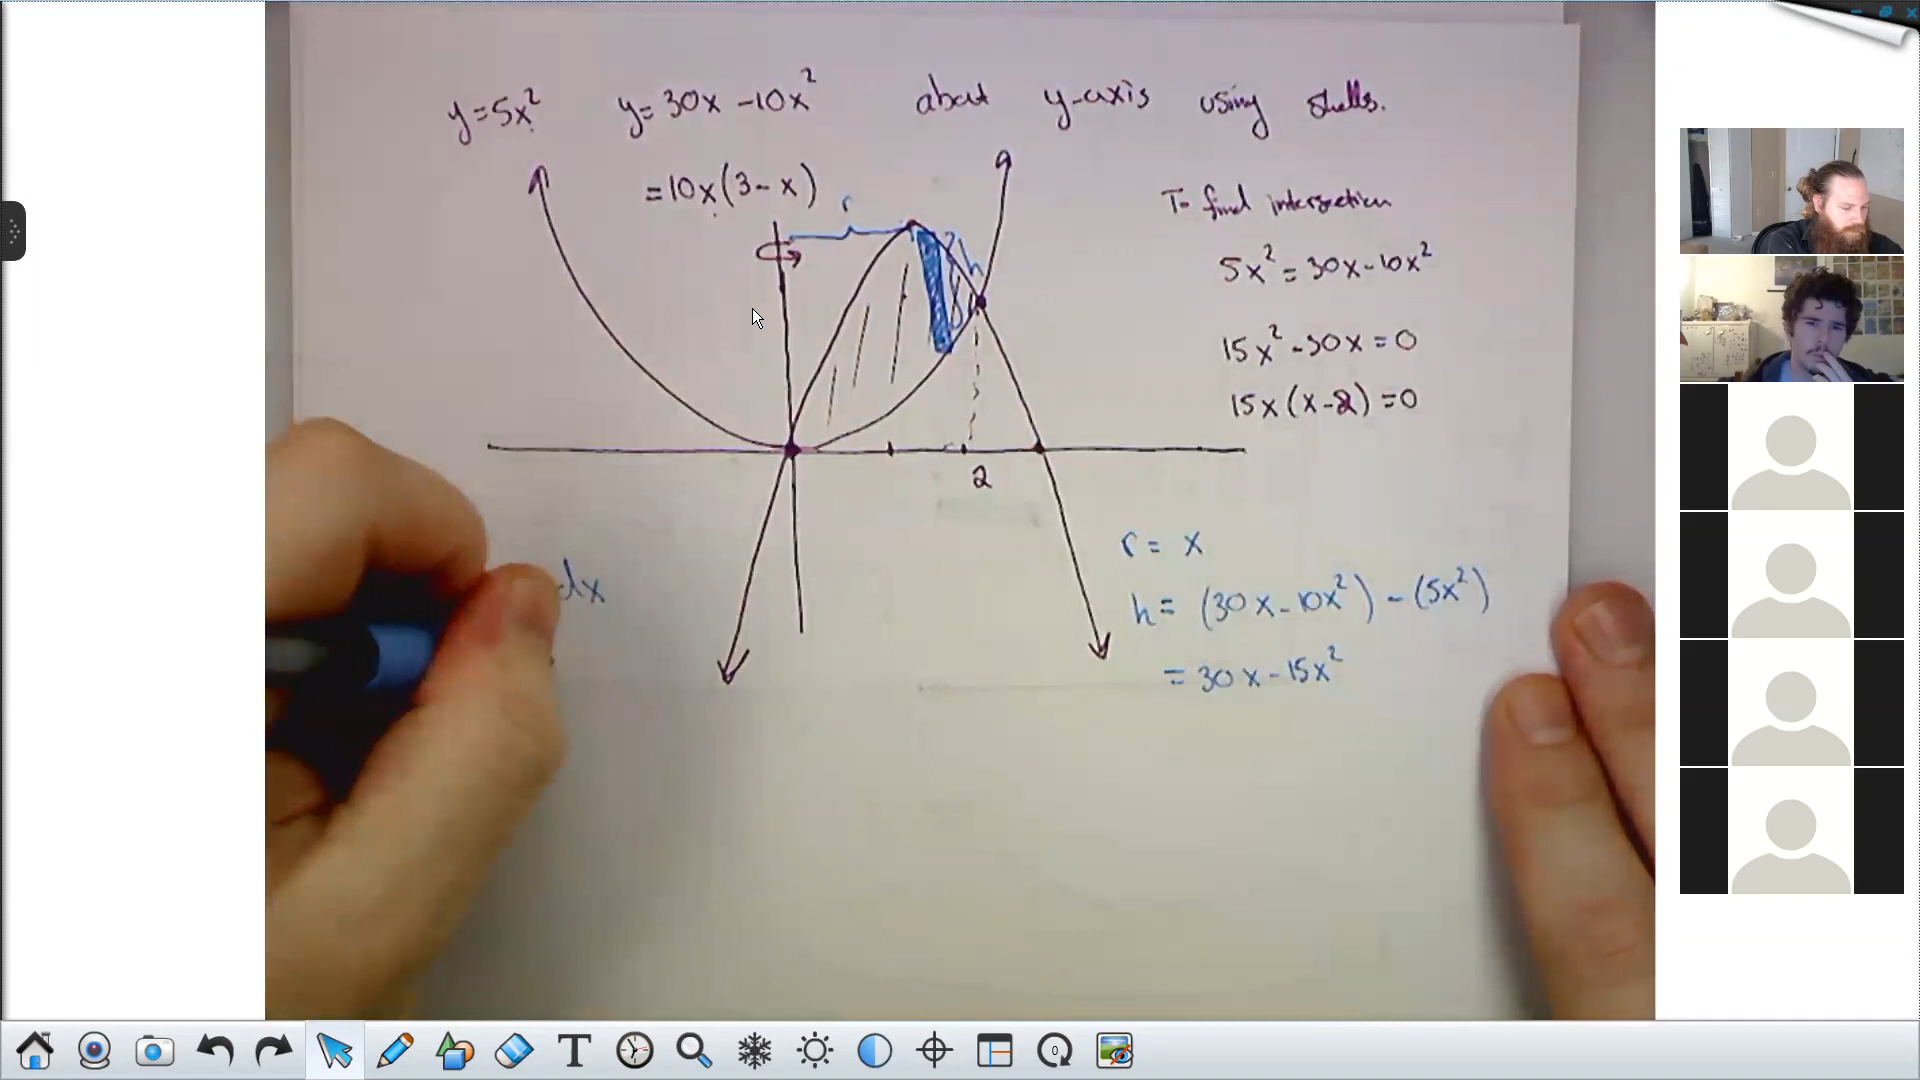 y=5x² y=30x-10x² about y-axis using shells.
=10x(3-x)
To find intersection
5x²=30x-10x²
15x²-30x=0
15x(x-2)=0
r
h
2
r= x
h= (30x-10x²) - (5x²)
= 30x-15x²
dx
T
0